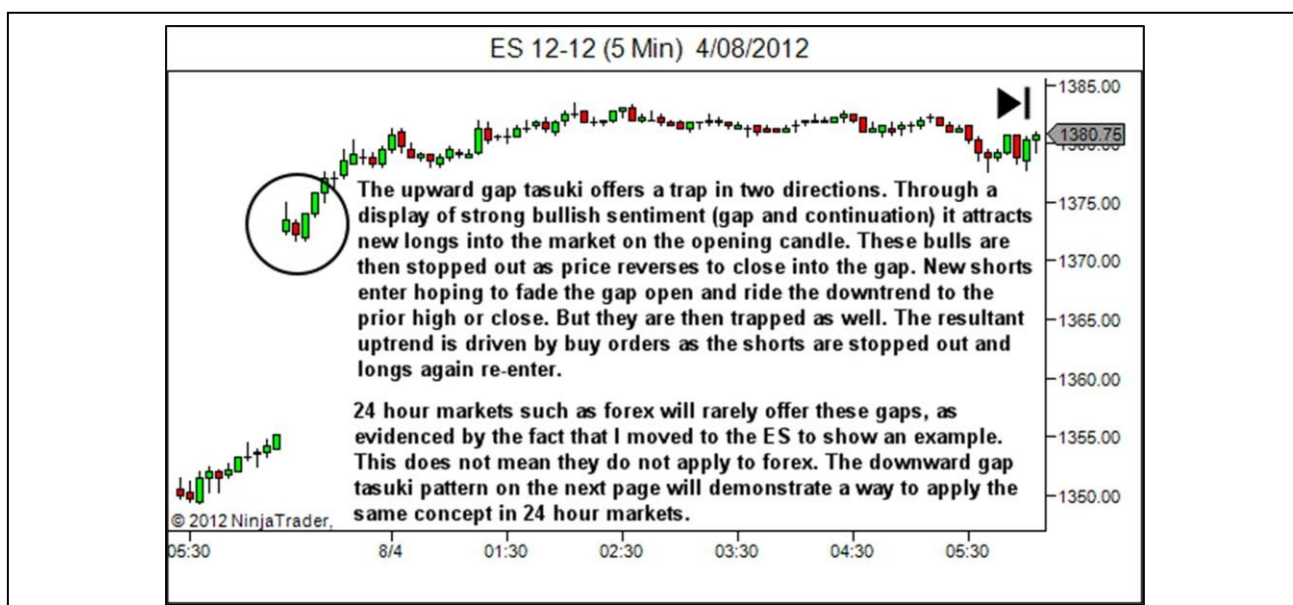 ES 12-12 (5 Min) 4/08/2012
1385.00
1380.75
The upward gap tasuki offers a trap in two directions. Through a
display of strong bullish sentiment (gap and continuation) it attracts
new longs into the market on the opening candle. These bulls are
then stopped out as price reverses to close into the gap. New shorts
enter hoping to fade the gap open and ride the downtrend to the
prior high or close. But they are then trapped as well. The resultant
uptrend is driven by buy orders as the shorts are stopped out and
longs again re-enter.
1375.00
1370.00
1365.00
1360.00
24 hour markets such as forex will rarely offer these gaps, as
evidenced by the fact that I moved to the ES to show an example.
This does not mean they do not apply to forex. The downward gap
tasuki pattern on the next page will demonstrate a way to apply the
same concept in 24 hour markets.
1355.00
1350.00
© 2012 NinjaTrader,
05:30 8/4 01:30 02:30 03:30 04:30 05:30